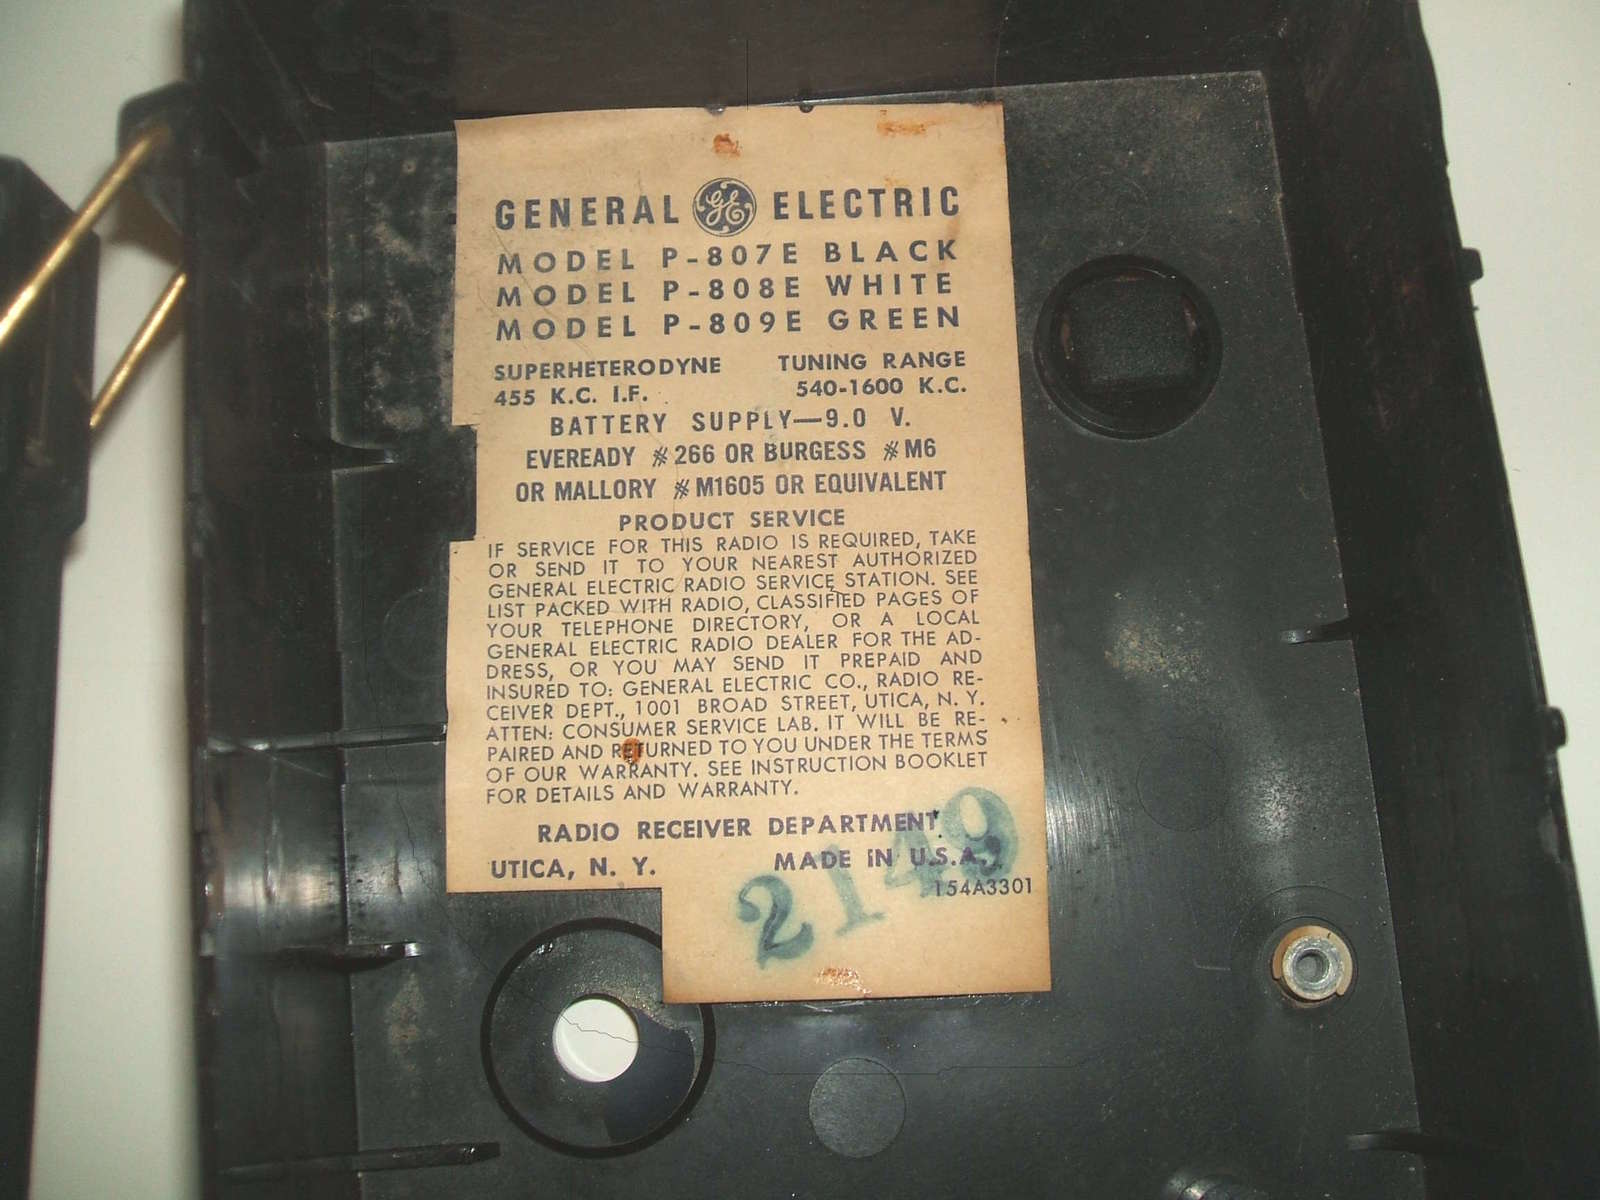 GENERAL GE ELECTRIC
MODEL P-807E BLACK
MODEL P-808E WHITE
MODEL P-809E GREEN
SUPERHETERODYNE TUNING RANGE
455 K.C. I.F. 540-1600 K.C.
BATTERY SUPPLY—9.0 V.
EVEREADY #266 OR BURGESS #M6
OR MALLORY #M1605 OR EQUIVALENT
PRODUCT SERVICE
IF SERVICE FOR THIS RADIO IS REQUIRED, TAKE
OR SEND IT TO YOUR NEAREST AUTHORIZED
GENERAL ELECTRIC RADIO SERVICE STATION. SEE
LIST PACKED WITH RADIO, CLASSIFIED PAGES OF
YOUR TELEPHONE DIRECTORY, OR A LOCAL
GENERAL ELECTRIC RADIO DEALER FOR THE AD-
DRESS, OR YOU MAY SEND IT PREPAID AND
INSURED TO: GENERAL ELECTRIC CO., RADIO RE-
CEIVER DEPT., 1001 BROAD STREET, UTICA, N. Y.
ATTEN: CONSUMER SERVICE LAB. IT WILL BE RE-
PAIRED AND RETURNED TO YOU UNDER THE TERMS
OF OUR WARRANTY. SEE INSTRUCTION BOOKLET
FOR DETAILS AND WARRANTY.
RADIO RECEIVER DEPARTMENT
UTICA, N. Y. MADE IN U.S.A.
154A3301
2149